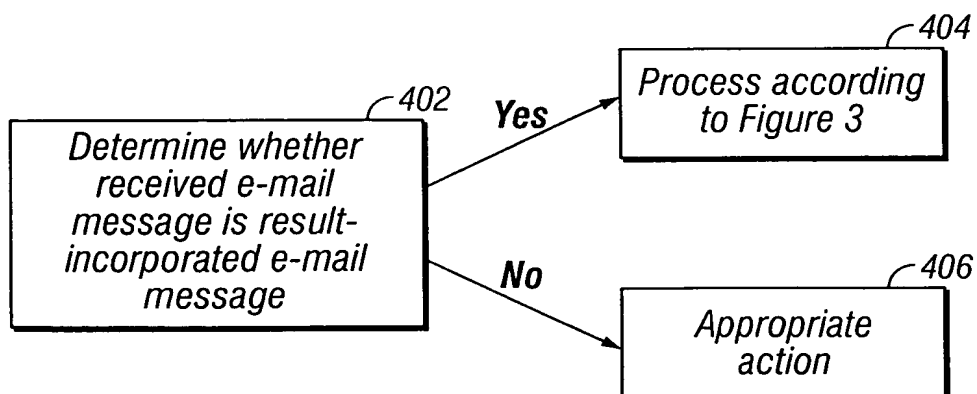 402
Determine whether
received e-mail
message is result-
incorporated e-mail
message
Yes
404
Process according
to Figure 3
No
406
Appropriate
action